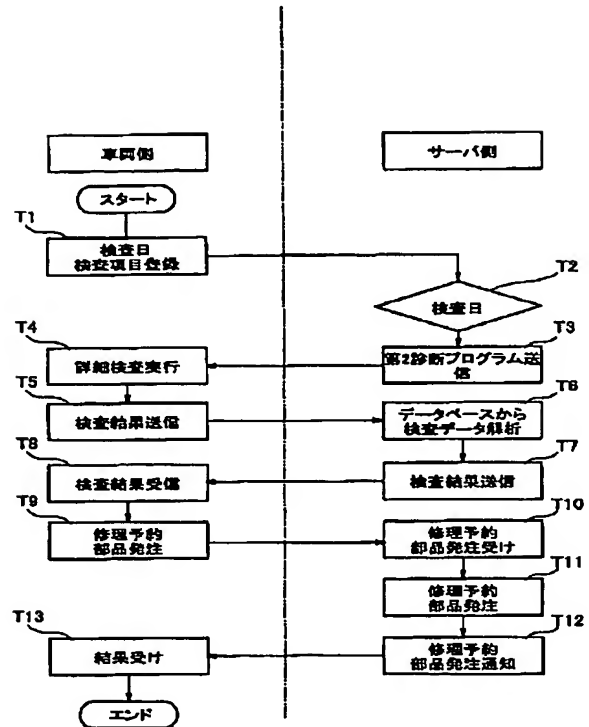 車両側
サーバ側
スタート
T1
検査日
検査項目登録
T2
検査日
T3
第2診断プログラム送
信
T4
詳細検査実行
T5
検査結果送信
T6
データベースから
検査データ解析
T7
検査結果送信
T8
検査結果受信
T9
修理予約
部品発注
T10
修理予約
部品発注受け
T11
修理予約
部品発注
T12
修理予約
部品発注通知
T13
結果受け
エンド